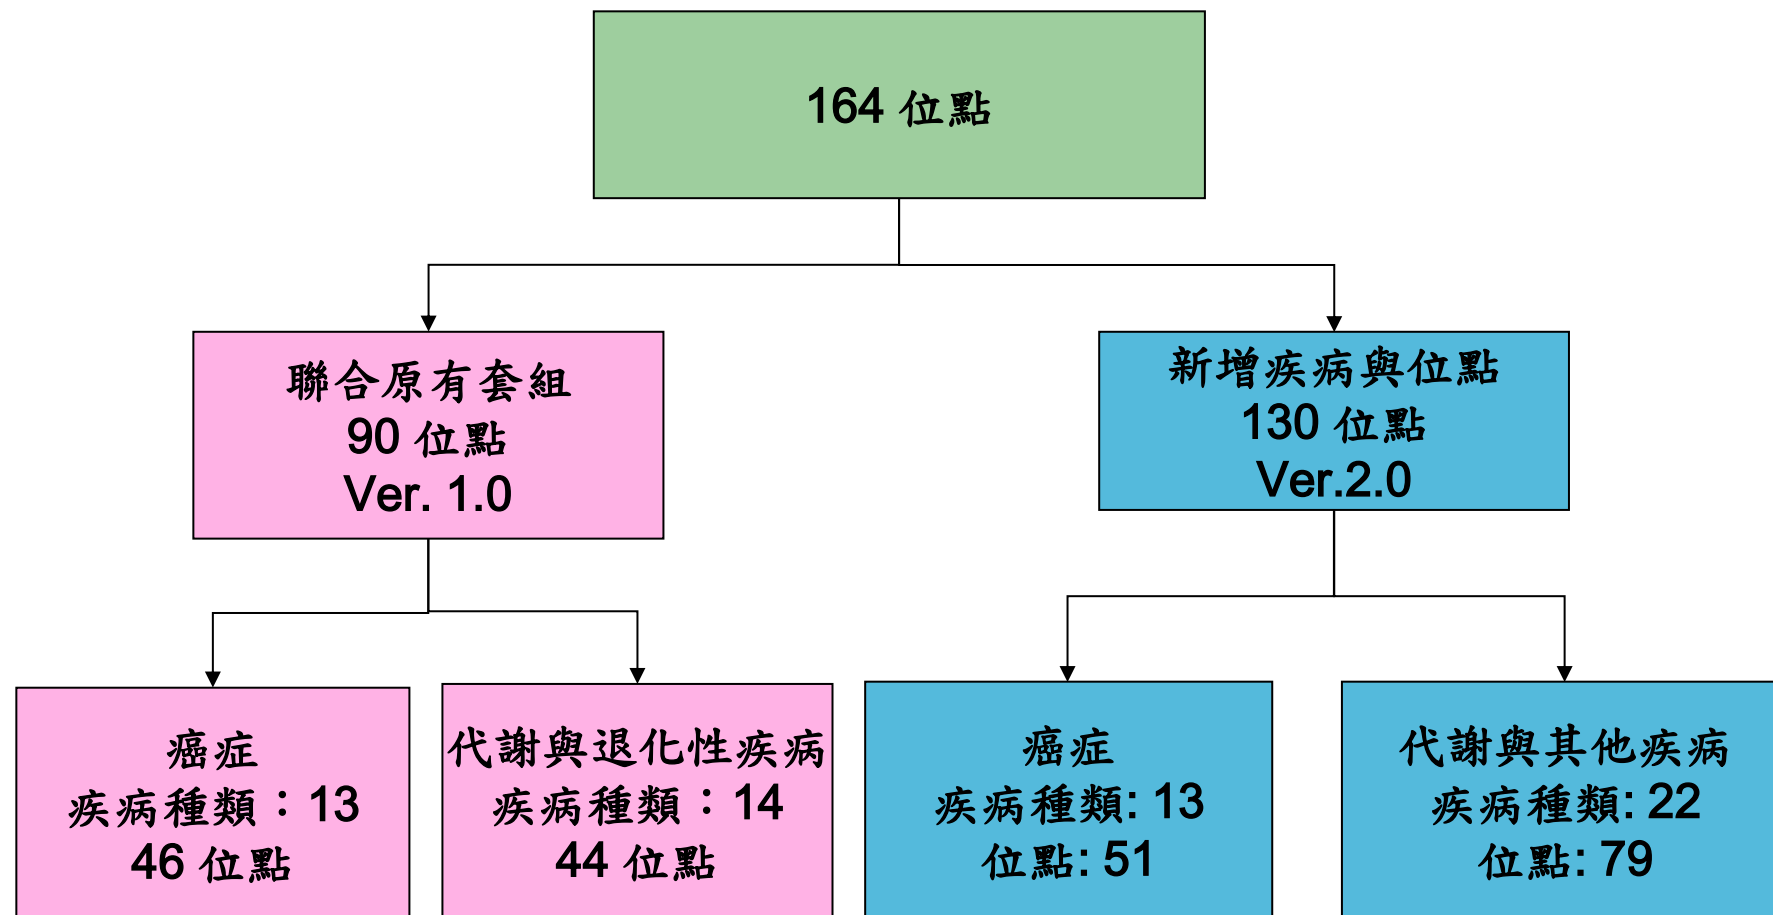 164 位點
聯合原有套組
90 位點
Ver. 1.0
新增疾病與位點
130 位點
Ver.2.0
癌症
疾病種類：13
46 位點
代謝與退化性疾病
疾病種類：14
44 位點
癌症
疾病種類: 13
位點: 51
代謝與其他疾病
疾病種類: 22
位點: 79